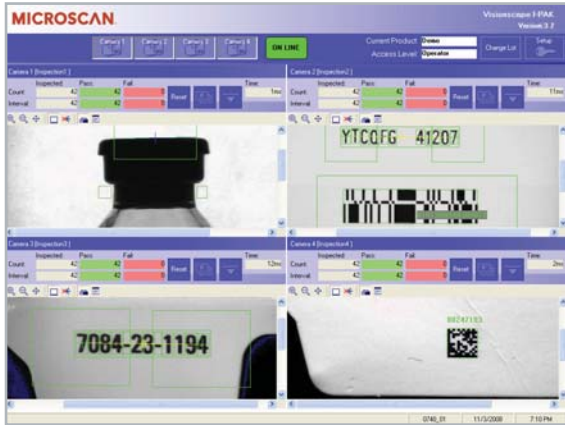 MICROSCAN.
Visionscape I-PAK
Version 3.2
Camera 1 Camera 2 Camera 3 Camera 4
ON LINE
Current Product: Demo
Access Level: Operator
Change Lot
Setup
Camera 1 [Inspection1]
Inspected: Pass: Fail: Time:
Count: 42 42 0 Reset 1ms
Interval: 42 42 0
Camera 2 [Inspection2]
Inspected: Pass: Fail: Time:
Count: 42 42 0 Reset 11ms
Interval: 42 42 0
YTCQFG 41207
Camera 3 [Inspection3]
Inspected: Pass: Fail: Time:
Count: 42 42 0 Reset 12ms
Interval: 42 42 0
7084-23-1194
Camera 4 [Inspection4]
Inspected: Pass: Fail: Time:
Count: 42 42 0 Reset 2ms
Interval: 42 42 0
0740_01 11/3/2008 7:10 PM